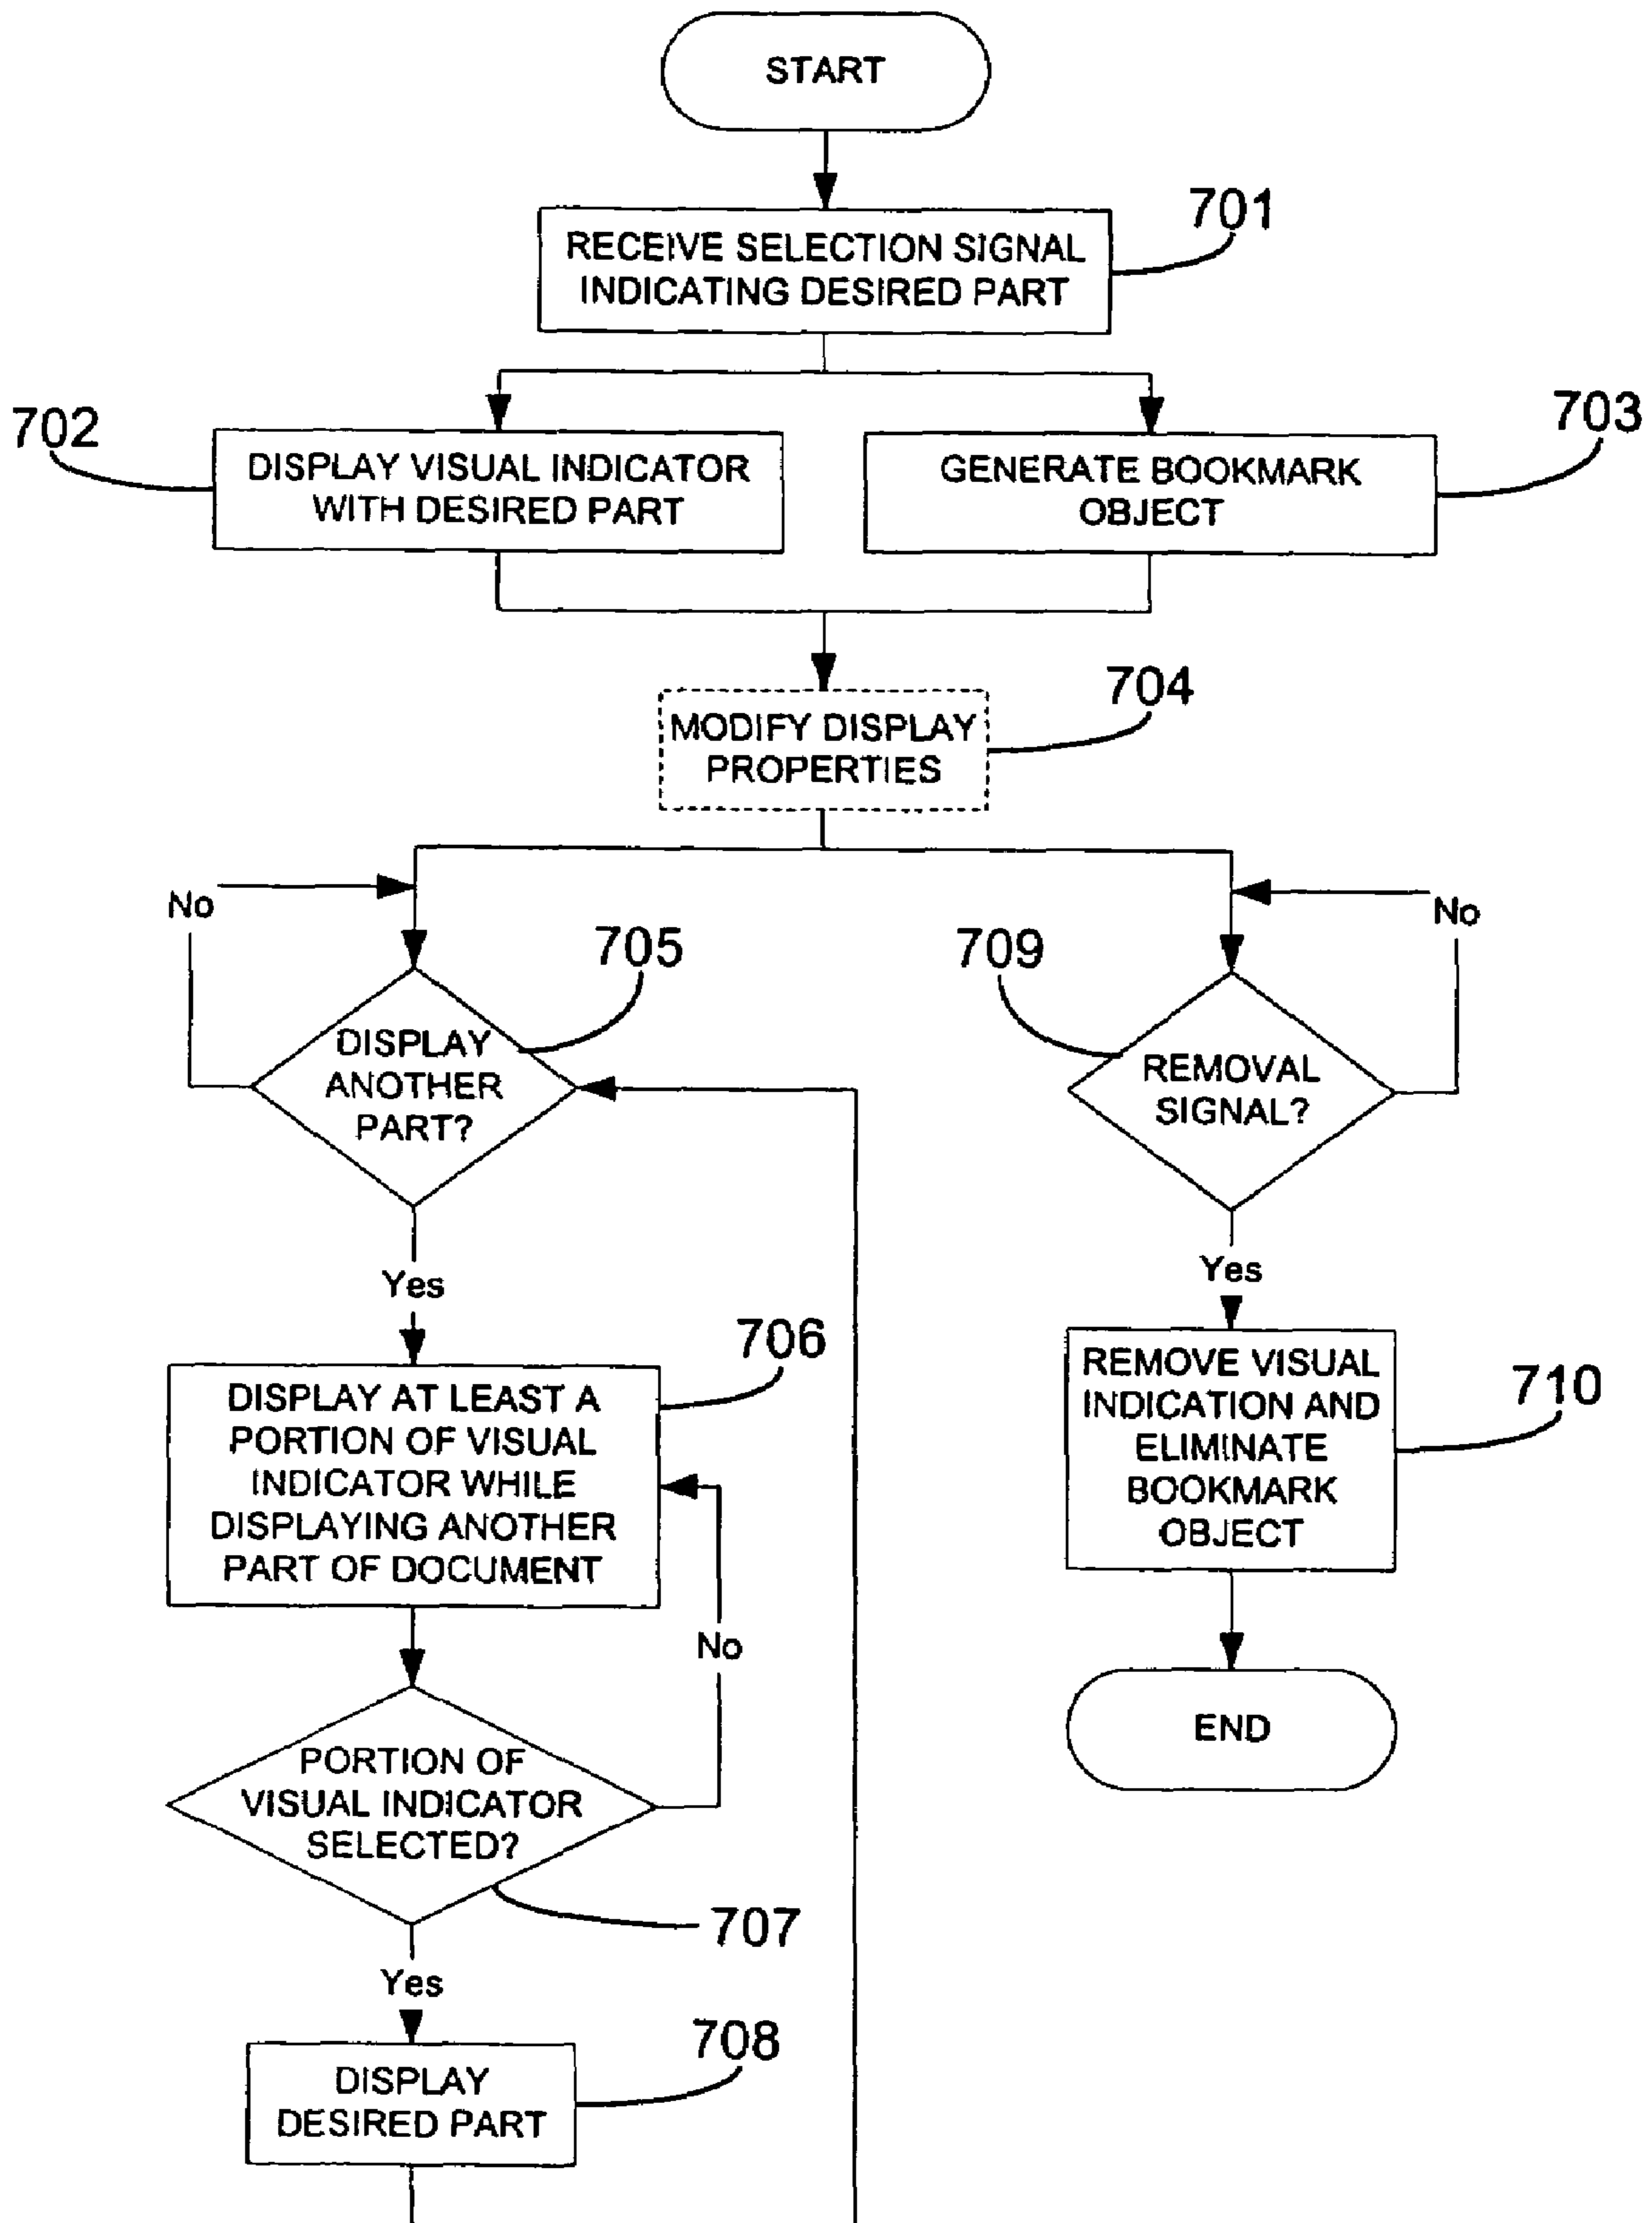 START
701
RECEIVE SELECTION SIGNAL
INDICATING DESIRED PART
702
DISPLAY VISUAL INDICATOR
WITH DESIRED PART
703
GENERATE BOOKMARK
OBJECT
704
MODIFY DISPLAY
PROPERTIES
No
705
DISPLAY
ANOTHER
PART?
Yes
709
No
REMOVAL
SIGNAL?
Yes
706
DISPLAY AT LEAST A
PORTION OF VISUAL
INDICATOR WHILE
DISPLAYING ANOTHER
PART OF DOCUMENT
No
710
REMOVE VISUAL
INDICATION AND
ELIMINATE
BOOKMARK
OBJECT
END
PORTION OF
VISUAL INDICATOR
SELECTED?
707
Yes
708
DISPLAY
DESIRED PART